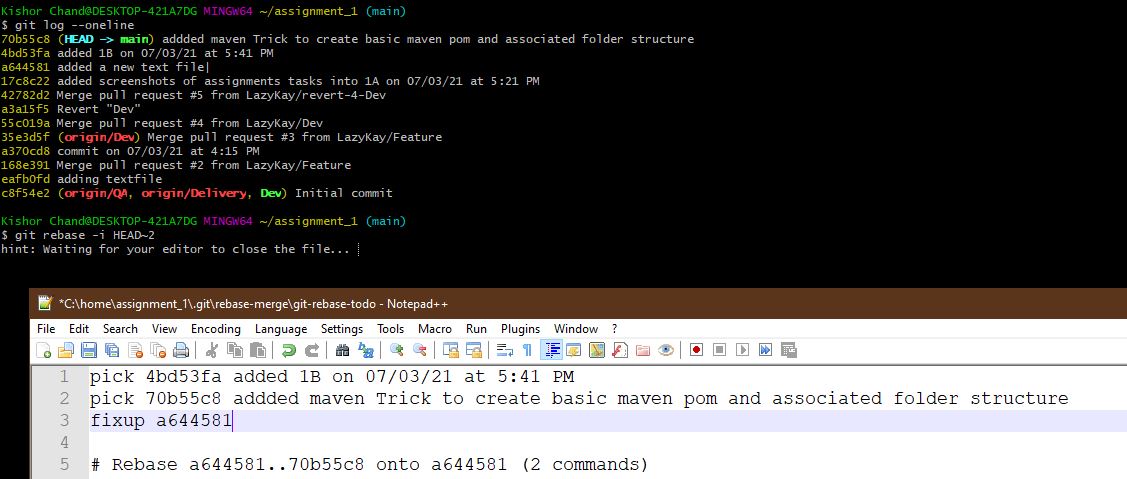 Kishor Chand@DESKTOP-421A7DG MINGW64 ~/assignment_1 (main)
$ git log --oneline
70b55c8 (HEAD -> main) addded maven Trick to create basic maven pom and associated folder structure
4bd53fa added 1B on 07/03/21 at 5:41 PM
a644581 added a new text file|
17c8c22 added screenshots of assignments tasks into 1A on 07/03/21 at 5:21 PM
42782d2 Merge pull request #5 from LazyKay/revert-4-Dev
a3a15f5 Revert "Dev"
55c019a Merge pull request #4 from LazyKay/Dev
35e3d5f (origin/Dev) Merge pull request #3 from LazyKay/Feature
a370cd8 commit on 07/03/21 at 4:15 PM
168e391 Merge pull request #2 from LazyKay/Feature
eafb0fd adding textfile
c8f54e2 (origin/QA, origin/Delivery, Dev) Initial commit
Kishor Chand@DESKTOP-421A7DG MINGW64 ~/assignment_1 (main)
$ git rebase -i HEAD~2
hint: Waiting for your editor to close the file...
*C:\home\assignment_1\.git\rebase-merge\git-rebase-todo - Notepad++
File Edit Search View Encoding Language Settings Tools Macro Run Plugins Window ?
1 pick 4bd53fa added 1B on 07/03/21 at 5:41 PM
2 pick 70b55c8 addded maven Trick to create basic maven pom and associated folder structure
3 fixup a644581
4
5 # Rebase a644581..70b55c8 onto a644581 (2 commands)